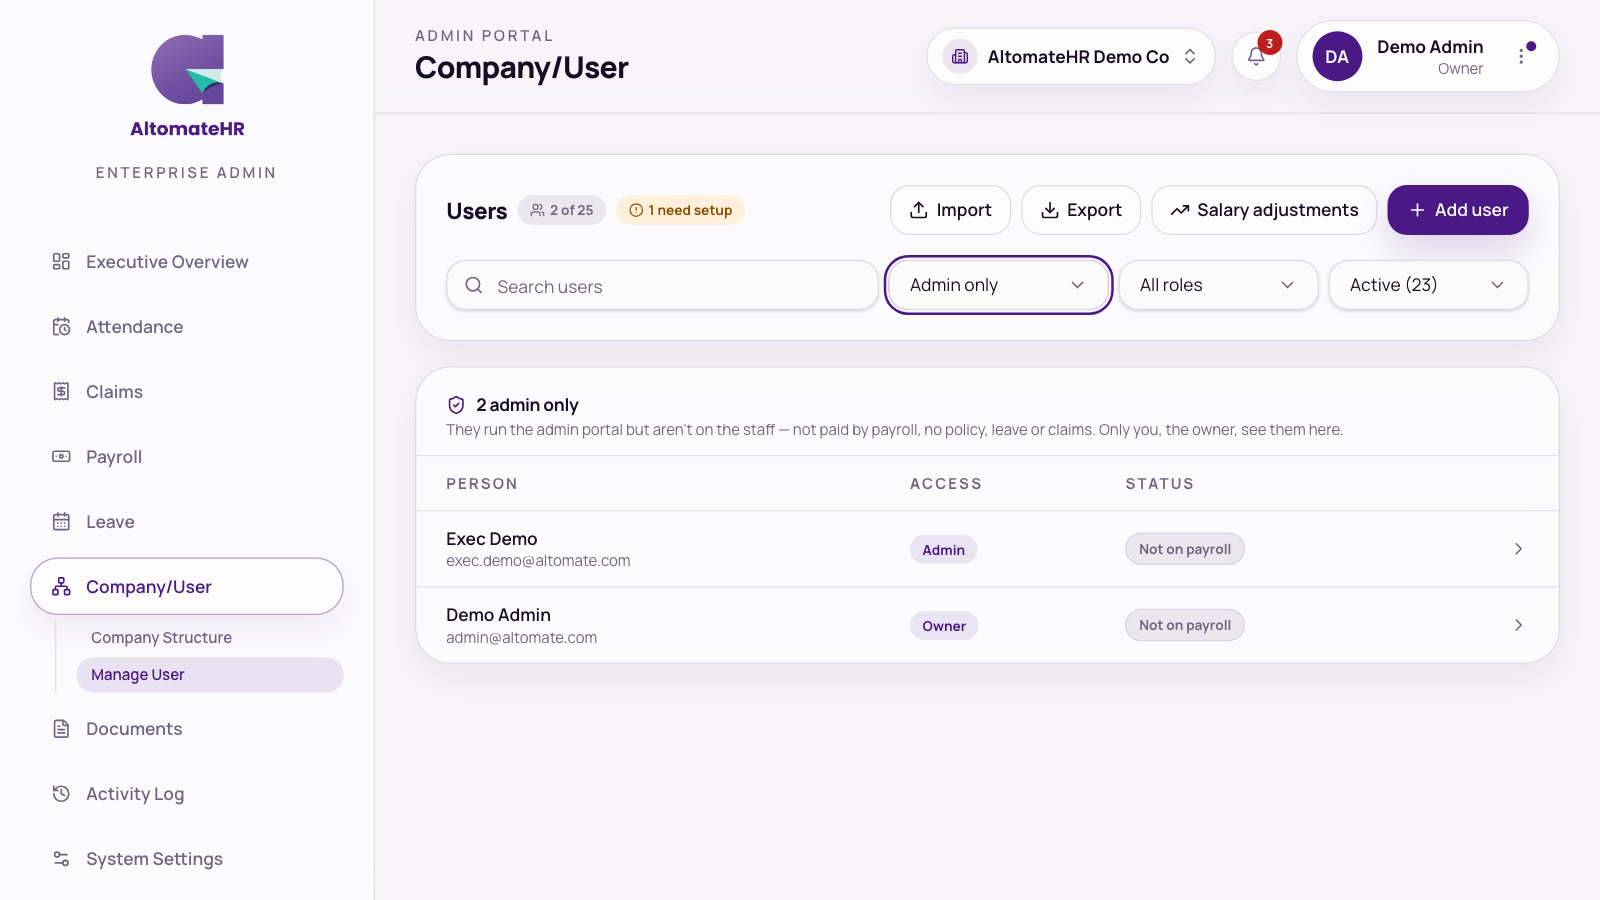 AltomateHR
ENTERPRISE ADMIN
Executive Overview
Attendance
Claims
Payroll
Leave
Company/User
Company Structure
Manage User
Documents
Activity Log
System Settings
ADMIN PORTAL
Company/User
AltomateHR Demo Co
3
DA
Demo Admin
Owner
Users
2 of 25
1 need setup
Import
Export
Salary adjustments
Add user
Search users
Admin only
All roles
Active (23)
2 admin only
They run the admin portal but aren't on the staff — not paid by payroll, no policy, leave or claims. Only you, the owner, see them here.
PERSON ACCESS STATUS
Exec Demo
exec.demo@altomate.com
Admin
Not on payroll
Demo Admin
admin@altomate.com
Owner
Not on payroll